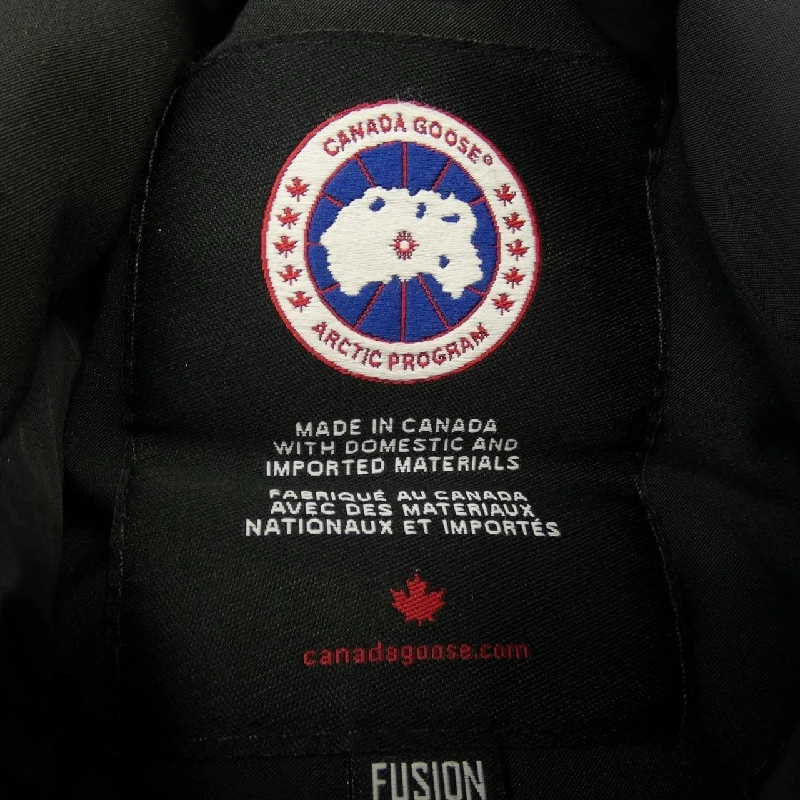 CANADA GOOSE®
ARCTIC PROGRAM
MADE IN CANADA
WITH DOMESTIC AND
IMPORTED MATERIALS
FABRIQUÉ AU CANADA
AVEC DES MATERIAUX
NATIONAUX ET IMPORTÉS
canadagoose.com
FUSION